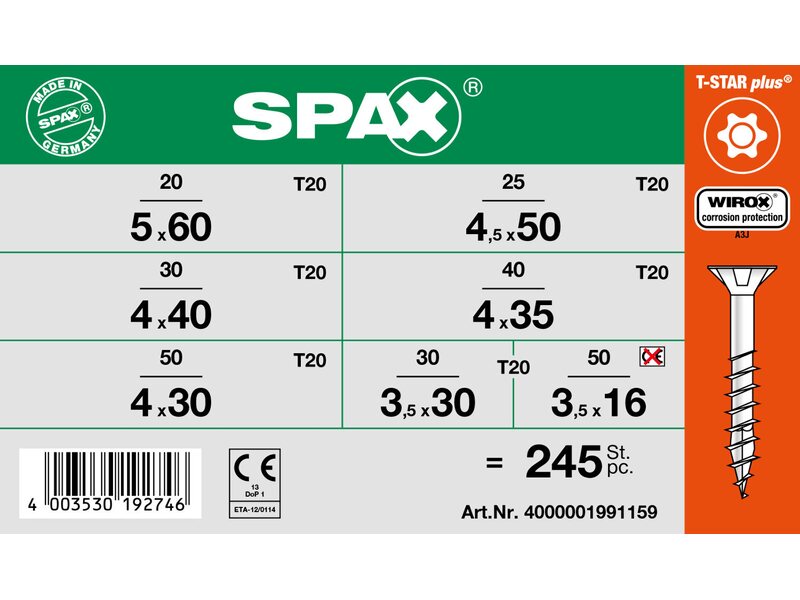 MADE IN
SPAX®
GERMANY
SPAX®
T-STAR plus®
WIROX®
corrosion protection
A3J
20
T20
5 x 60
25
T20
4,5 x 50
30
T20
4 x 40
40
T20
4 x 35
50
T20
4 x 30
30
T20
3,5 x 30
50
CE
3,5 x 16
4 003530 192746
CE
13
DoP 1
ETA-12/0114
= 245 St.
pc.
Art.Nr. 4000001991159